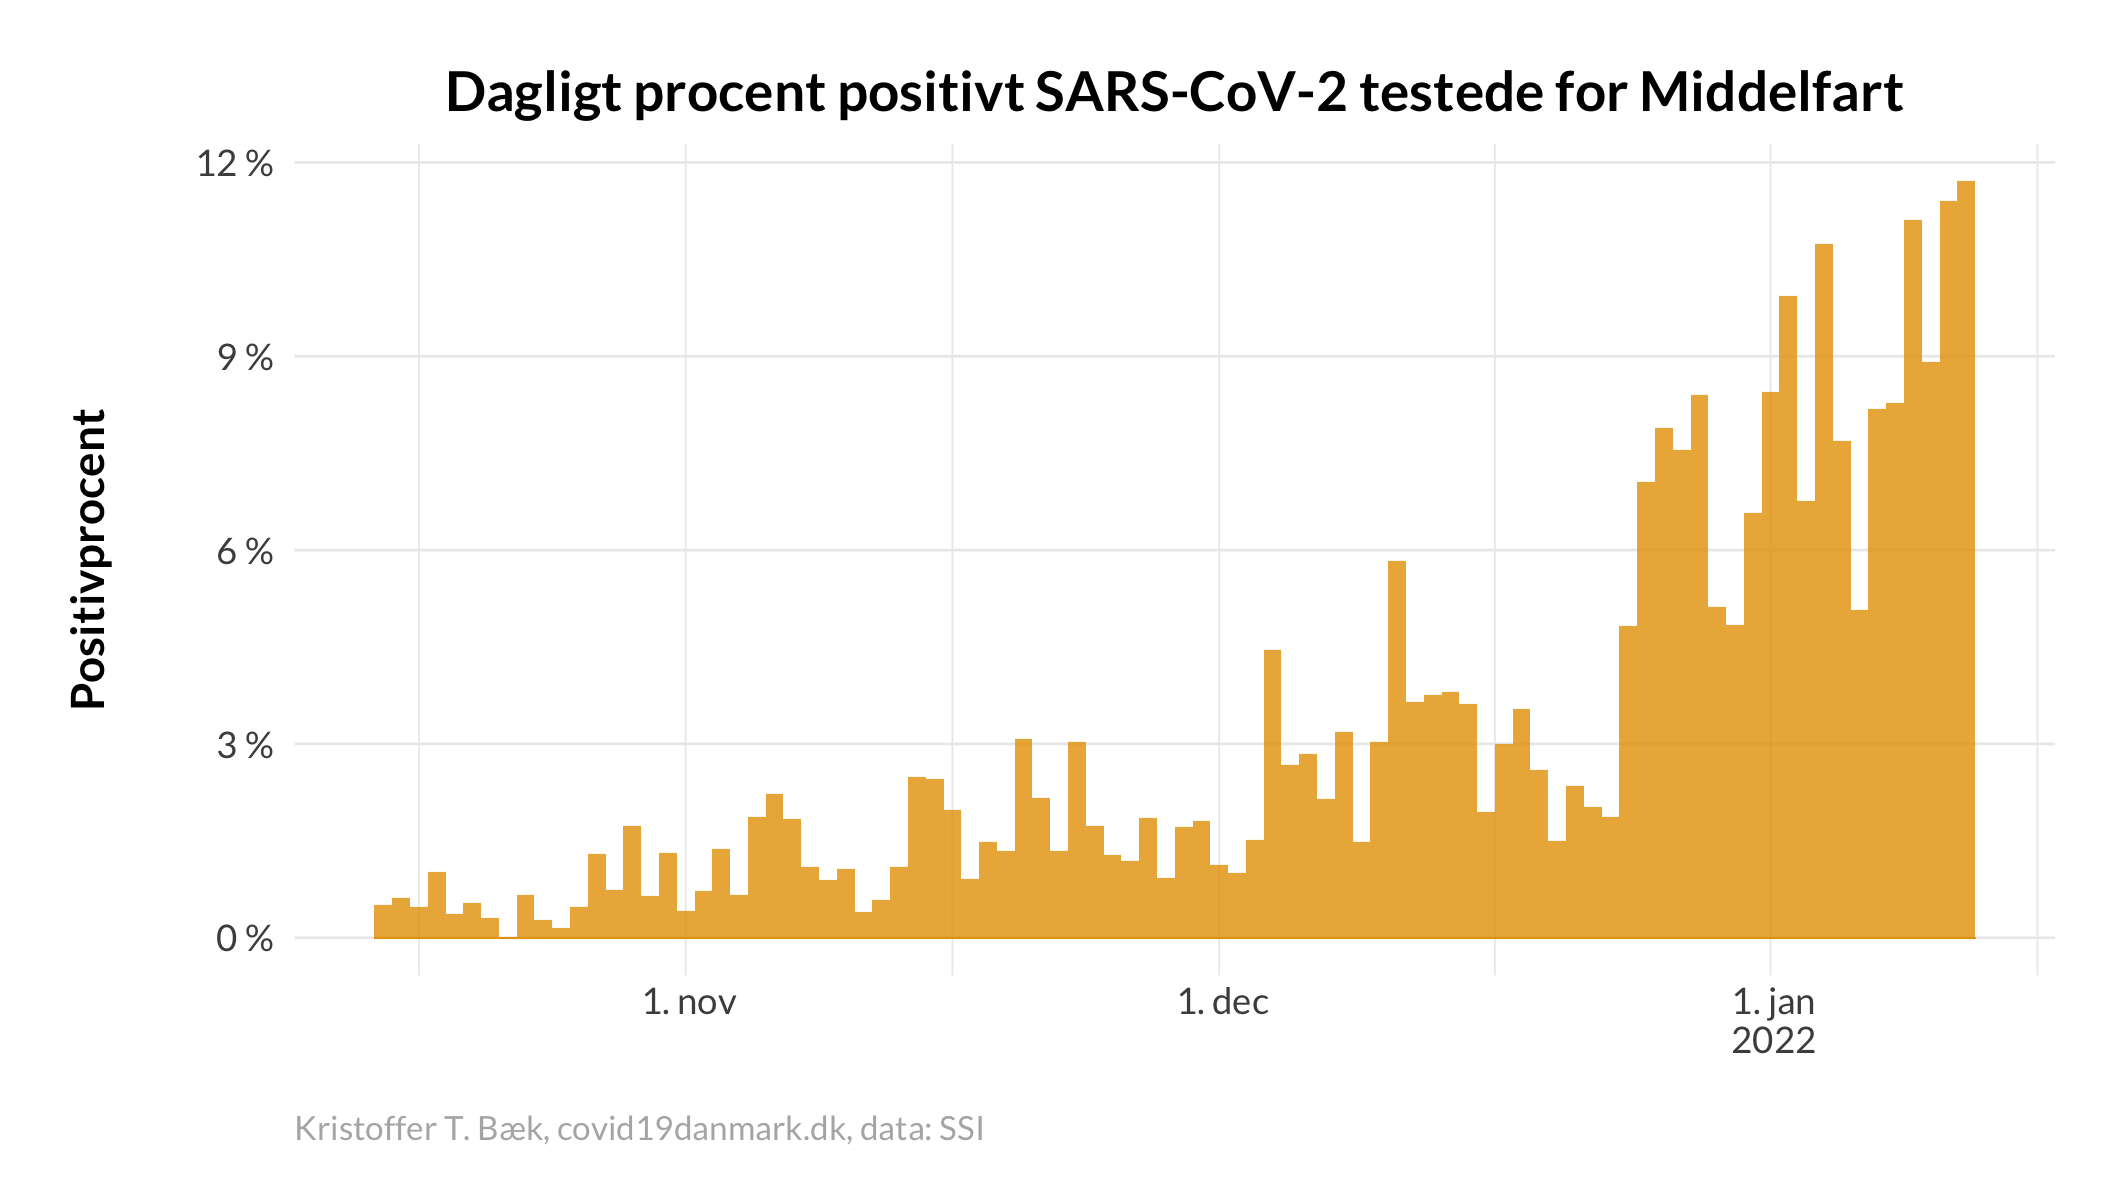 Dagligt procent positivt SARS-CoV-2 testede for Middelfart
Positivprocent
12 %
9 %
6 %
3 %
0 %
1. nov
1. dec
1. jan
2022
Kristoffer T. Bæk, covid19danmark.dk, data: SSI